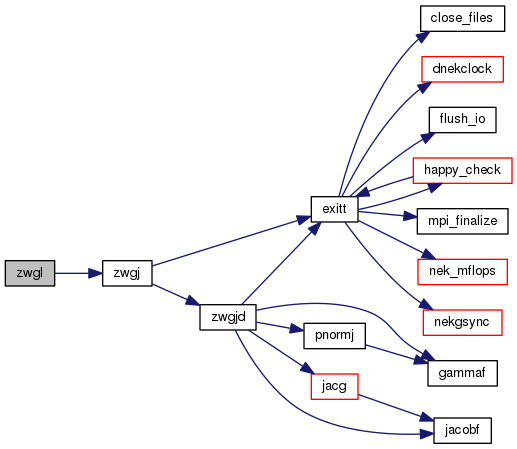 close_files
dnekclock
flush_io
happy_check
exitt
mpi_finalize
zwgl
zwgj
nek_mflops
zwgjd
nekgsync
pnormj
gammaf
jacg
jacobf